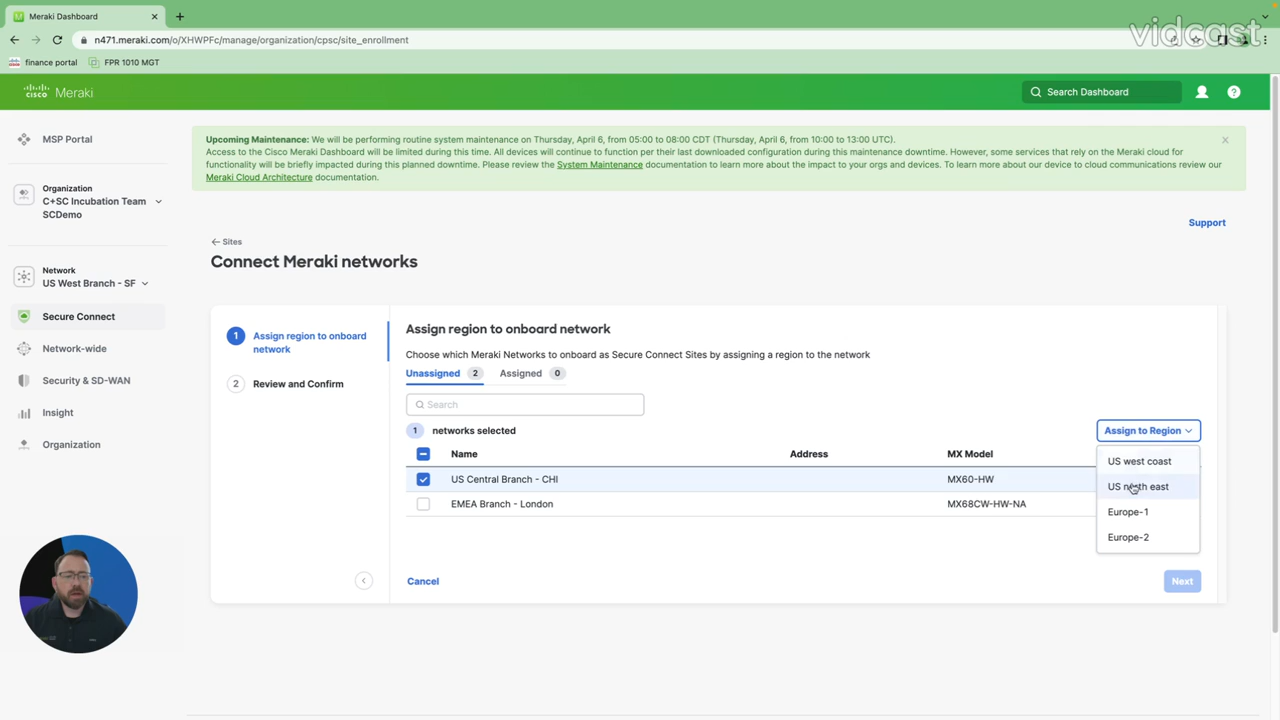 Meraki Dashboard
n471.meraki.com/o/XHWPFc/manage/organization/cpsc/site_enrollment
vidcast
finance portal
FPR 1010 MGT
CISCO Meraki
Search Dashboard
MSP Portal
Organization
C+SC Incubation Team
SCDemo
Network
US West Branch - SF
Secure Connect
Network-wide
Security & SD-WAN
Insight
Organization
Upcoming Maintenance: We will be performing routine system maintenance on Thursday, April 6, from 05:00 to 08:00 CDT (Thursday, April 6, from 10:00 to 13:00 UTC).
Access to the Cisco Meraki Dashboard will be limited during this time. All devices will continue to function per their last downloaded configuration during this maintenance downtime. However, some services that rely on the Meraki cloud for
functionality will be briefly impacted during this planned downtime. Please review the System Maintenance documentation to learn more about the impact to your orgs and devices. To learn more about our device to cloud communications review our
Meraki Cloud Architecture documentation.
Support
Sites
Connect Meraki networks
1 Assign region to onboard
network
2 Review and Confirm
Assign region to onboard network
Choose which Meraki Networks to onboard as Secure Connect Sites by assigning a region to the network
Unassigned 2 Assigned 0
Search
1 networks selected
Assign to Region
Name Address MX Model
US Central Branch - CHI MX60-HW
EMEA Branch - London MX68CW-HW-NA
US west coast
US north east
Europe-1
Europe-2
Cancel
Next